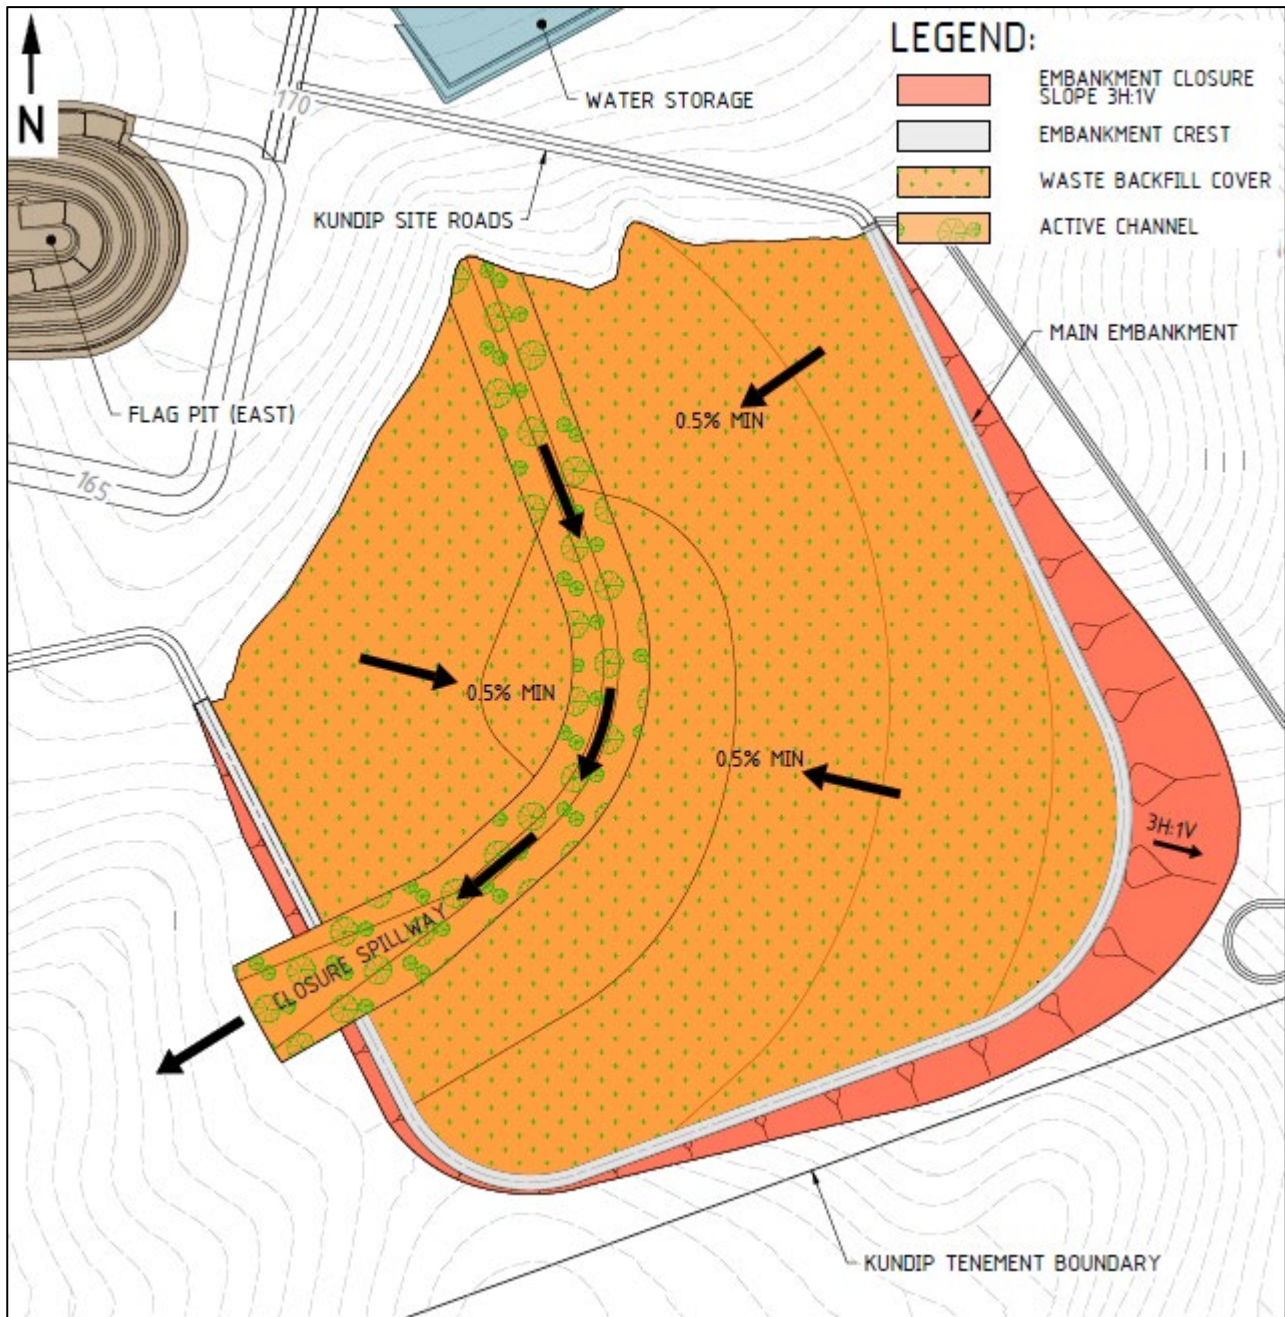 LEGEND:
EMBANKMENT CLOSURE
SLOPE 3H:1V
EMBANKMENT CREST
WASTE BACKFILL COVER
ACTIVE CHANNEL
N
170
WATER STORAGE
KUNDIP SITE ROADS
MAIN EMBANKMENT
FLAG PIT (EAST)
0.5% MIN
165
0.5% MIN
0.5% MIN
3H:1V
CLOSURE SPILLWAY
KUNDIP TENEMENT BOUNDARY